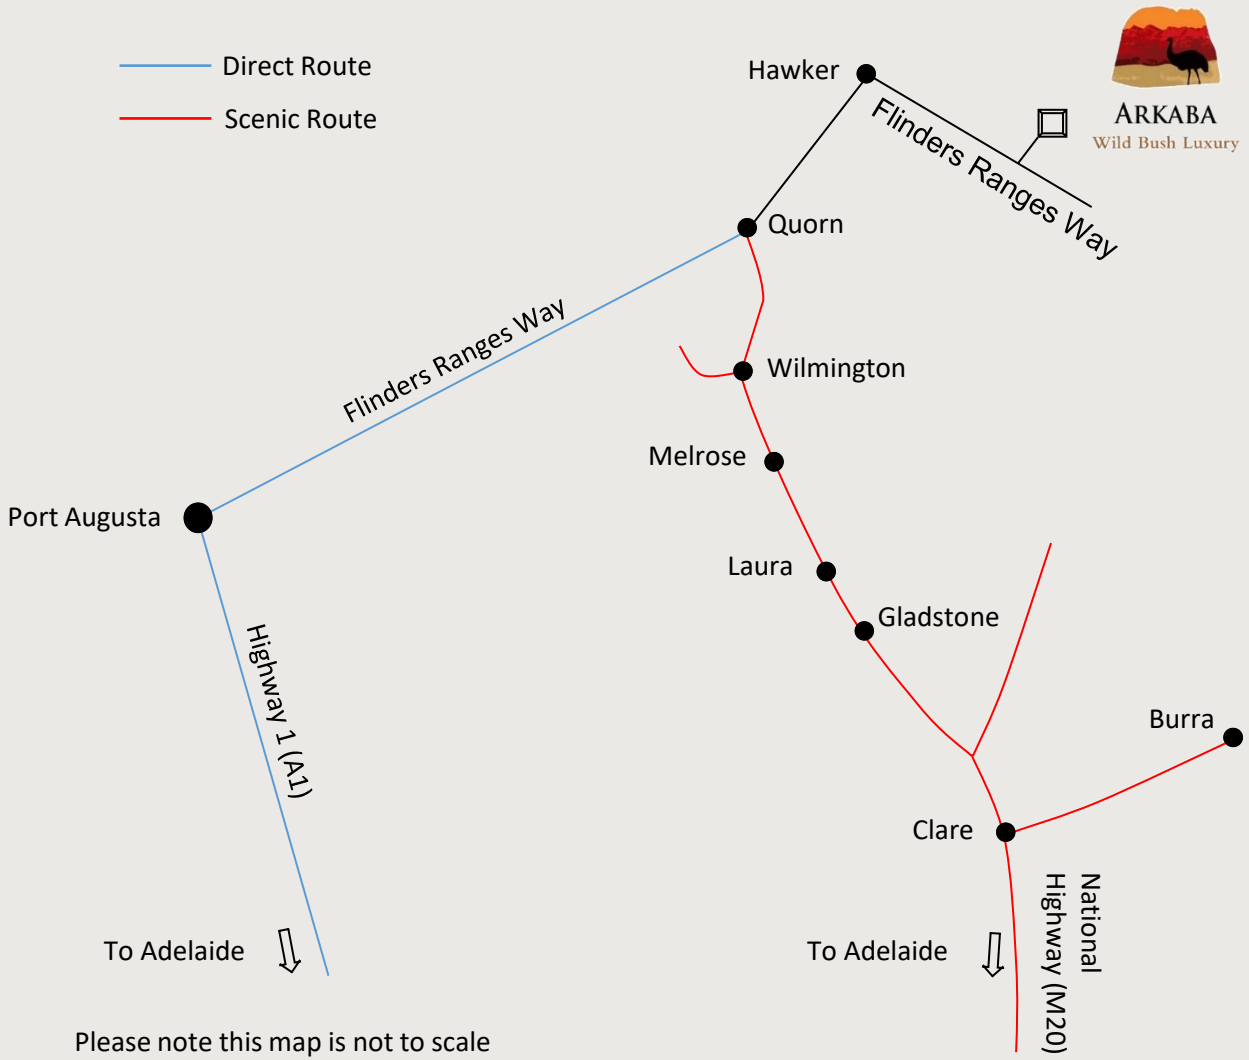 Direct Route
Scenic Route
Hawker
ARKABA
Wild Bush Luxury
Flinders Ranges Way
Quorn
Flinders Ranges Way
Wilmington
Melrose
Port Augusta
Laura
Gladstone
Highway 1 (A1)
Burra
Clare
National
Highway (M20)
To Adelaide
To Adelaide
Please note this map is not to scale